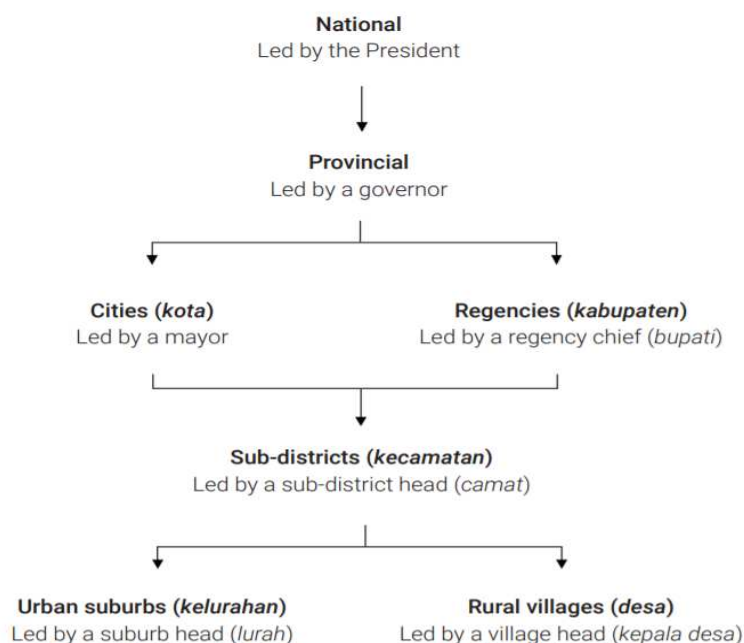 National
Led by the President
Provincial
Led by a governor
Cities (kota)
Led by a mayor
Regencies (kabupaten)
Led by a regency chief (bupati)
Sub-districts (kecamatan)
Led by a sub-district head (camat)
Urban suburbs (kelurahan)
Led by a suburb head (lurah)
Rural villages (desa)
Led by a village head (kepala desa)